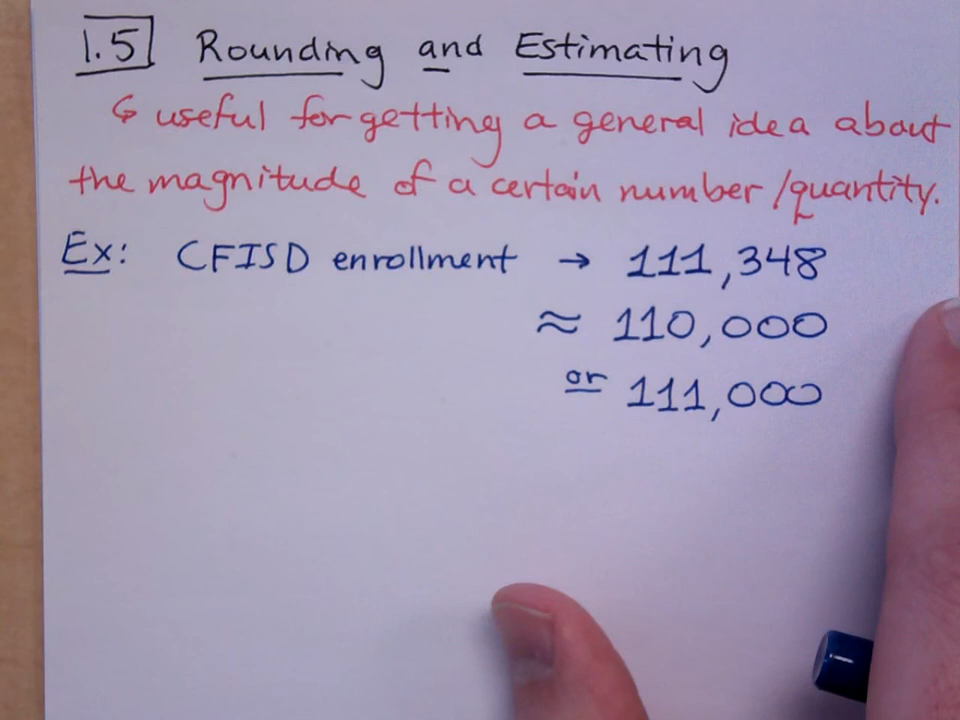 1.5 Rounding and Estimating
↳ useful for getting a general idea about
the magnitude of a certain number/quantity.
Ex: CFISD enrollment → 111,348
≈ 110,000
or 111,000